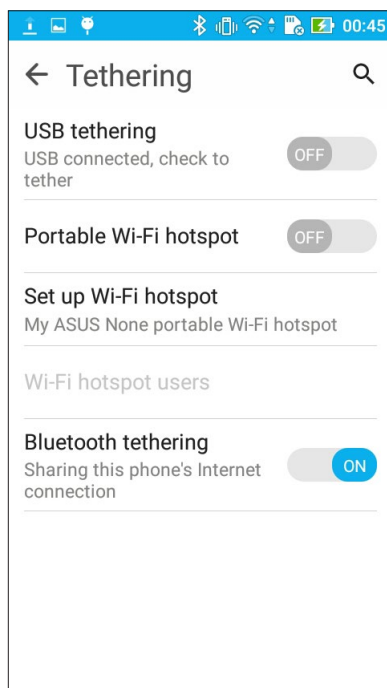 00:45
Tethering
USB tethering
USB connected, check to
tether
OFF
Portable Wi-Fi hotspot
OFF
Set up Wi-Fi hotspot
My ASUS None portable Wi-Fi hotspot
Wi-Fi hotspot users
Bluetooth tethering
Sharing this phone's Internet
connection
ON